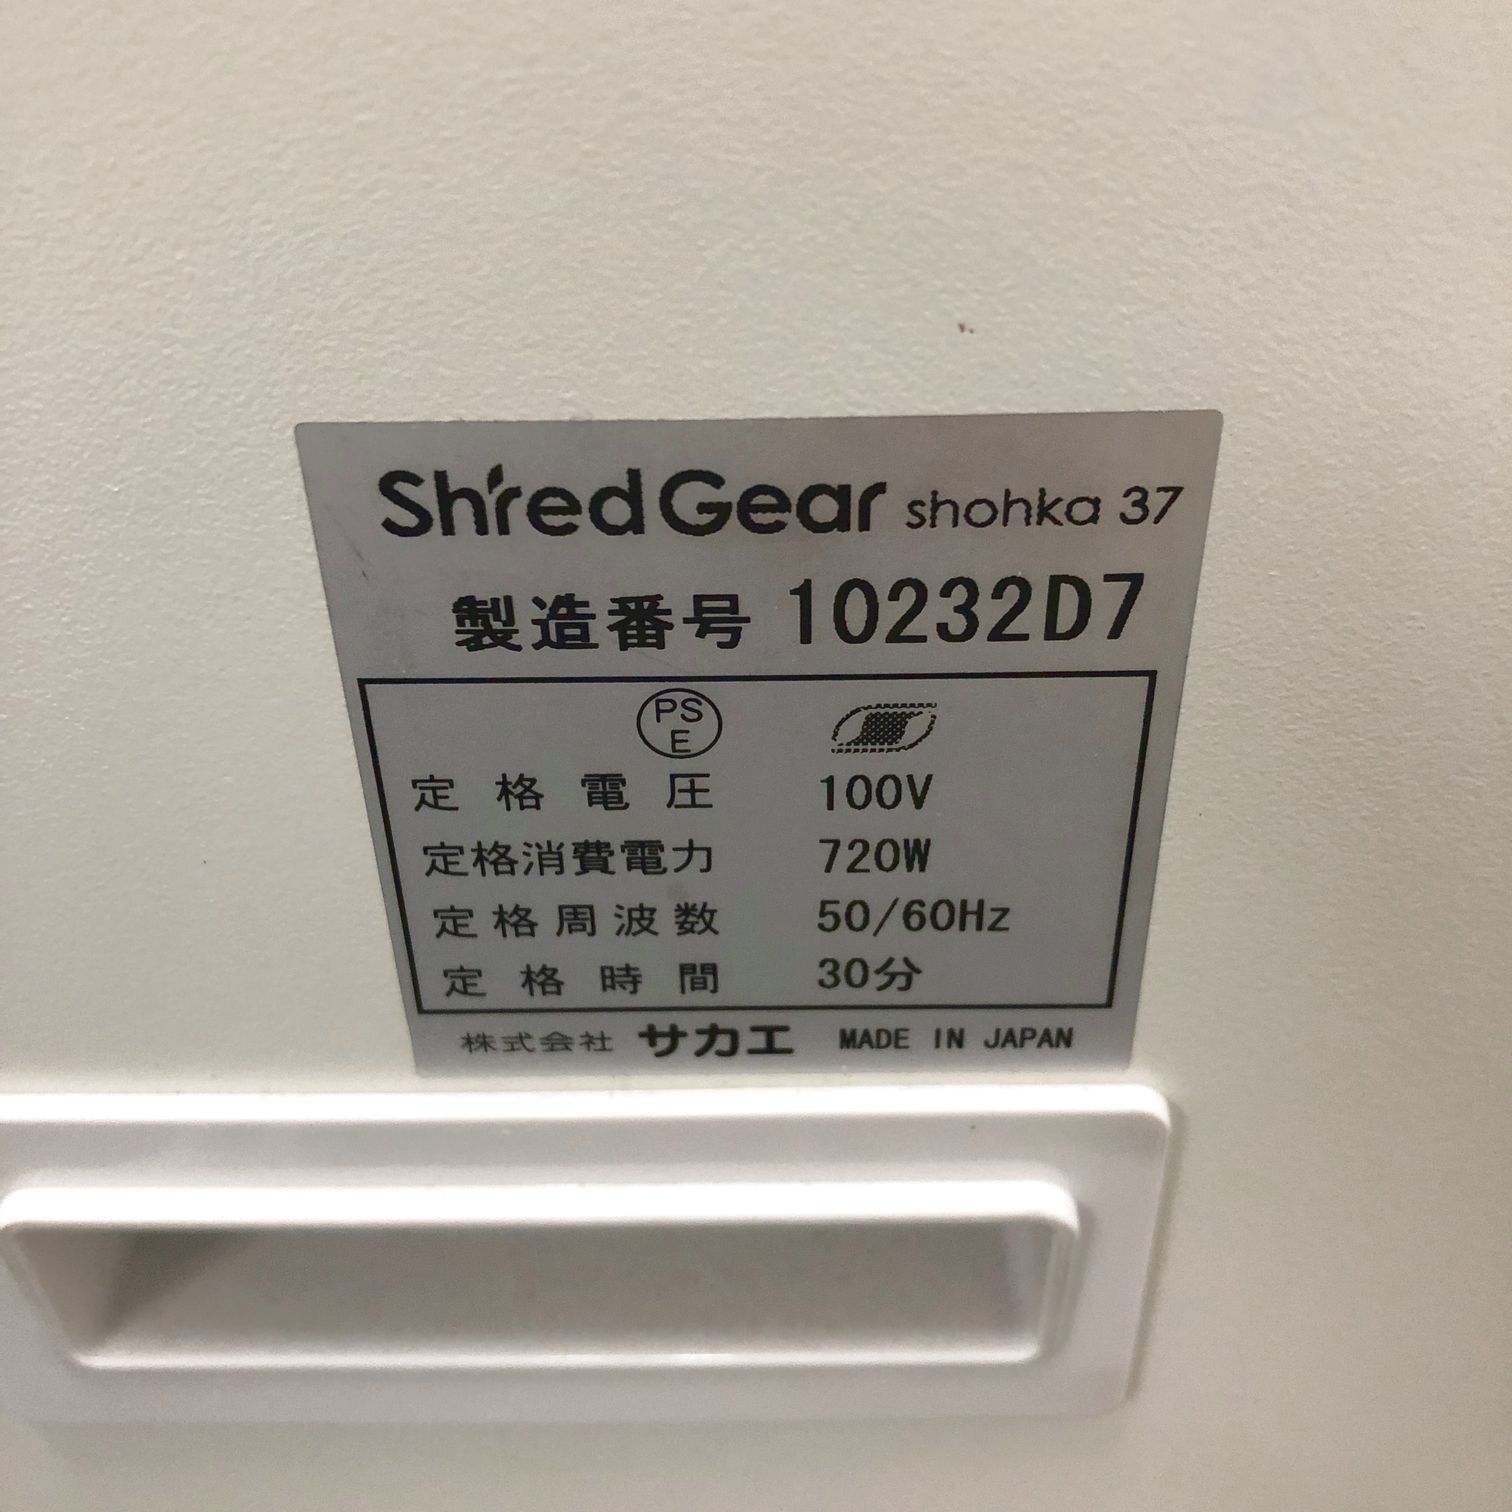 Shred Gear shohka 37
製造番号 10232D7
PS
E
定格電圧 100V
定格消費電力 720W
定格周波数 50/60Hz
定格時間 30分
株式会社 サカエ MADE IN JAPAN